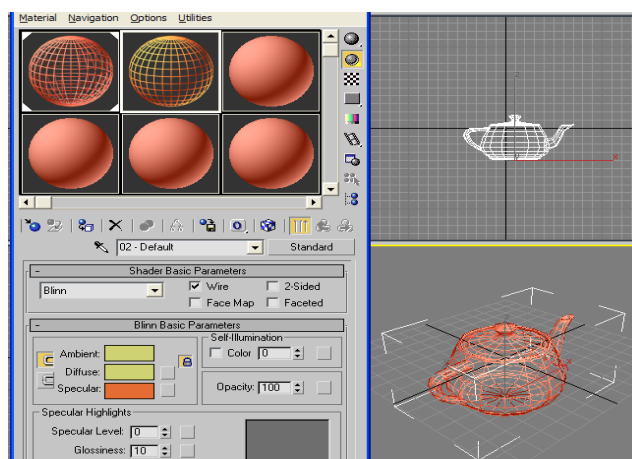 Material Navigation Options Utilities
02 - Default Standard
- Shader Basic Parameters
Blinn Wire 2-Sided
Face Map Faceted
- Blinn Basic Parameters
Self-Illumination
Ambient: Color 0
Diffuse:
Specular: Opacity: 100
Specular Highlights
Specular Level: 0
Glossiness: 10
x